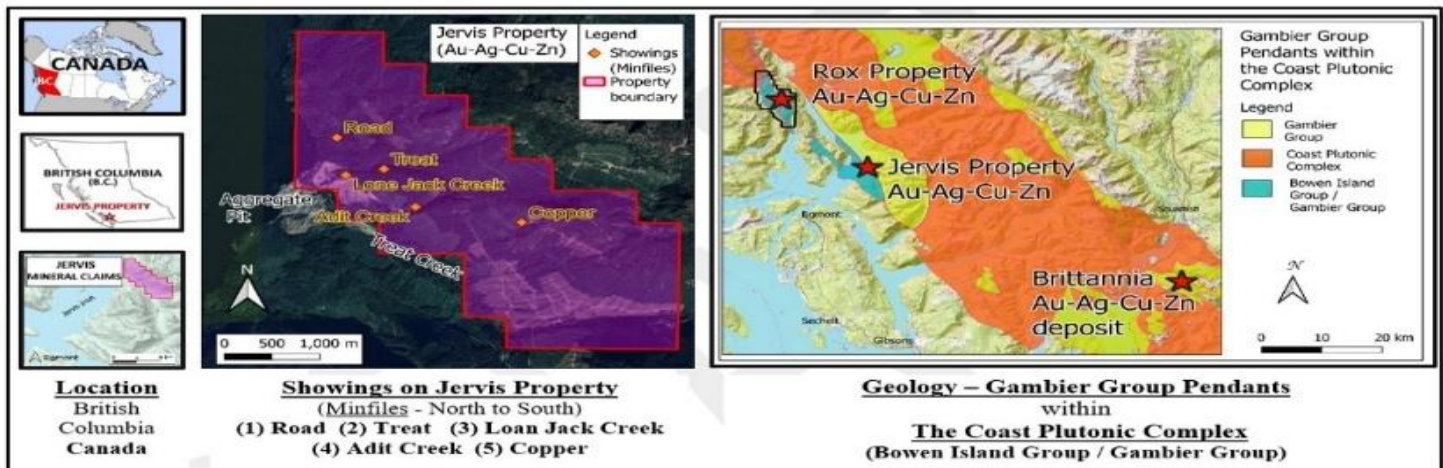 CANADA
B.C.
BRITISH COLUMBIA
(B.C.)
JERVIS PROPERTY
JERVIS
MINERAL CLAIMS
Egmont
Location
British
Columbia
Canada
Jervis Property
(Au-Ag-Cu-Zn)
Legend
Showings
(Minfiles)
Property
boundary
Road
Treat
Lone Jack Creek
Aggregate
Pit
Adit Creek
Copper
Treat Creek
N
0 500 1,000 m
Showings on Jervis Property
(Minfiles - North to South)
(1) Road (2) Treat (3) Loan Jack Creek
(4) Adit Creek (5) Copper
Rox Property
Au-Ag-Cu-Zn
Jervis Property
Au-Ag-Cu-Zn
Egmont
Squamish
Brittannia
Au-Ag-Cu-Zn
deposit
Sechelt
Gibsons
Gambier Group
Pendants within
the Coast Plutonic
Complex
Legend
Gambier
Group
Coast Plutonic
Complex
Bowen Island
Group /
Gambier Group
N
0 10 20 km
Geology – Gambier Group Pendants
within
The Coast Plutonic Complex
(Bowen Island Group / Gambier Group)